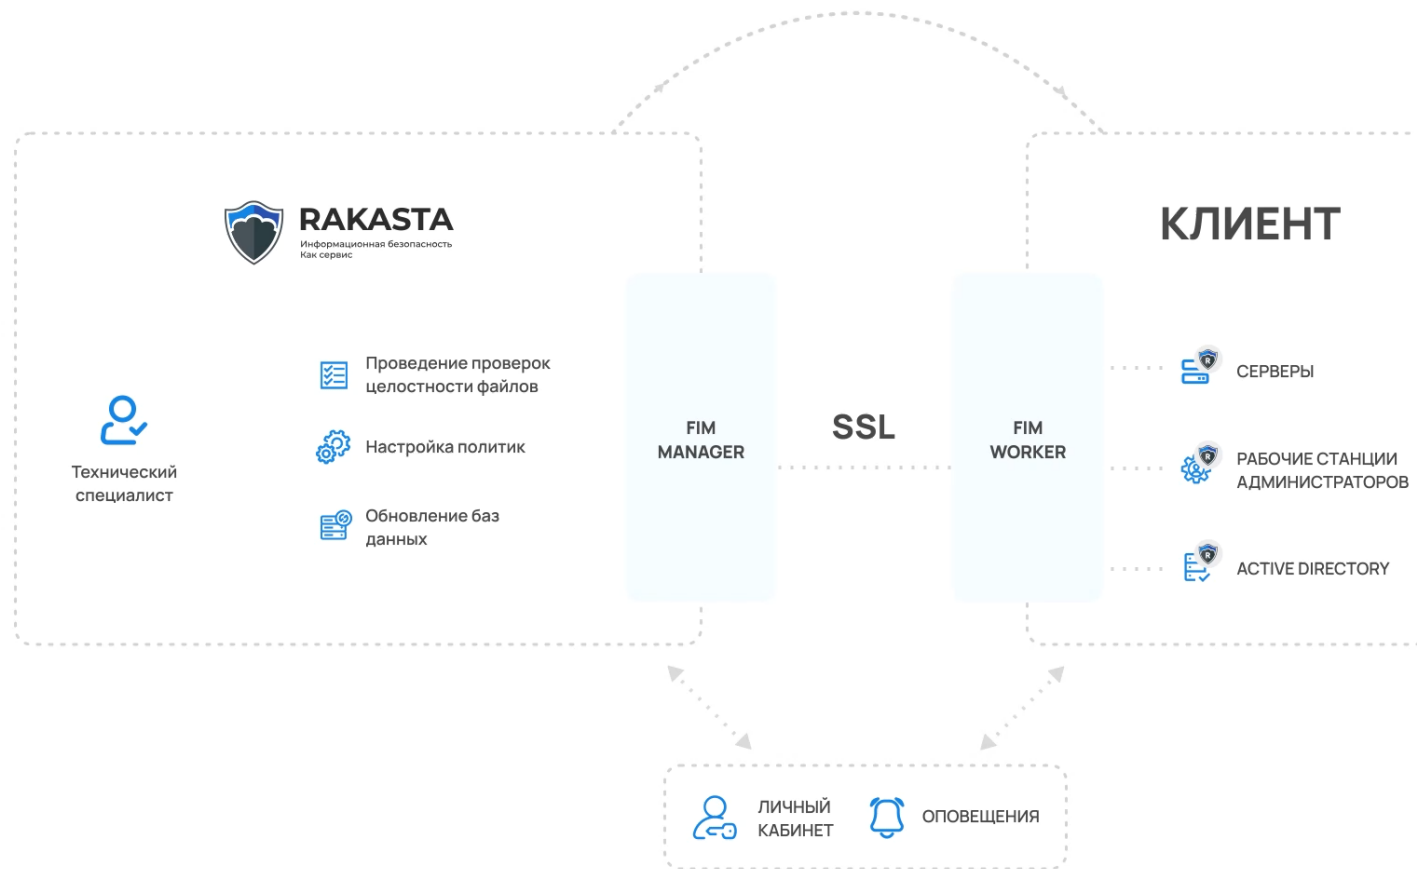 RAKASTA
Информационная безопасность
Как сервис
КЛИЕНТ
Технический
специалист
Проведение проверок
целостности файлов
Настройка политик
Обновление баз
данных
FIM
MANAGER
SSL
FIM
WORKER
R
СЕРВЕРЫ
R
РАБОЧИЕ СТАНЦИИ
АДМИНИСТРАТОРОВ
R
ACTIVE DIRECTORY
ЛИЧНЫЙ
КАБИНЕТ
ОПОВЕЩЕНИЯ